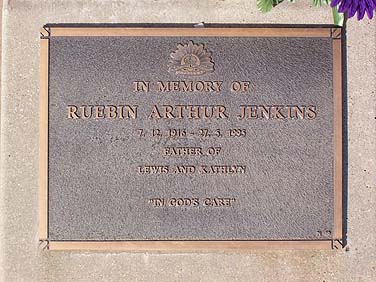 IN MEMORY OF
RUEBIN ARTHUR JENKINS
7. 12. 1916 - 27. 3. 1993
FATHER OF
LEWIS AND KATHLYN
"IN GOD'S CARE"